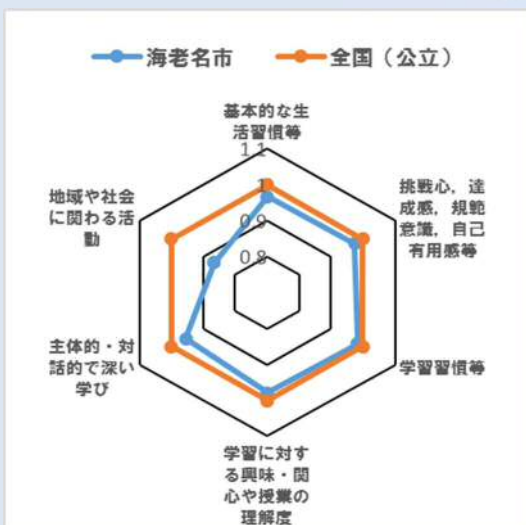 海老名市
全国（公立）
基本的な生
活習慣等
1.1
1
0.9
0.8
挑戦心，達
成感，規範
意識，自己
有用感等
学習習慣等
学習に対す
る興味・関
心や授業の
理解度
主体的・対
話的で深い
学び
地域や社会
に関わる活
動